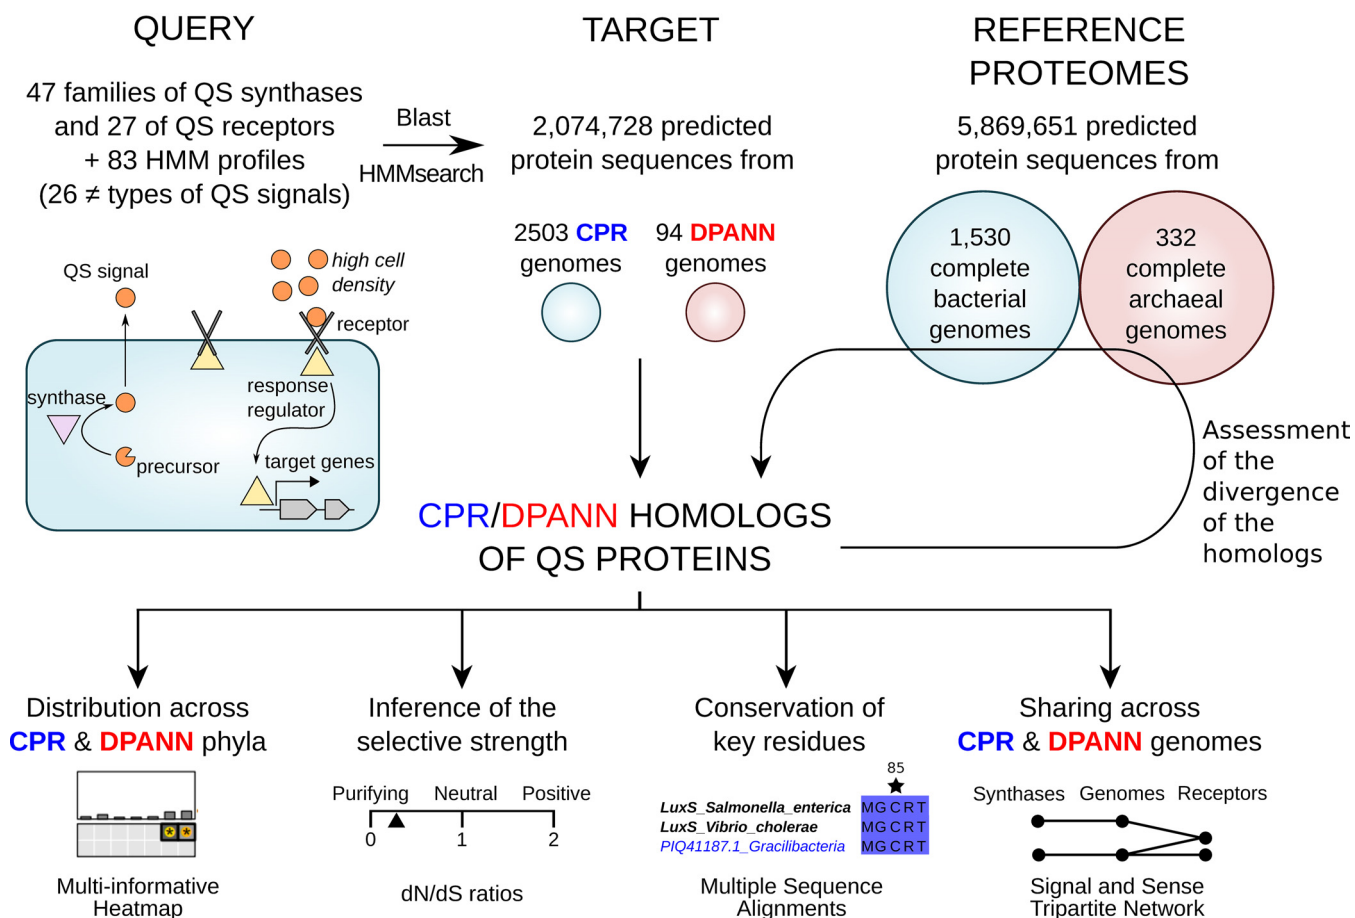 QUERY
47 families of QS synthases
and 27 of QS receptors
+ 83 HMM profiles
(26 ≠ types of QS signals)
Blast
HMMsearch
TARGET
2,074,728 predicted
protein sequences from
2503 CPR
genomes
94 DPANN
genomes
REFERENCE
PROTEOMES
5,869,651 predicted
protein sequences from
1,530
complete
bacterial
genomes
332
complete
archaeal
genomes
QS signal
high cell
density
receptor
synthase
precursor
response
regulator
target genes
Assessment
of the
divergence
of the
homologs
CPR/DPANN HOMOLOGS
OF QS PROTEINS
Distribution across
CPR & DPANN phyla
Multi-informative
Heatmap
Inference of the
selective strength
Purifying
Neutral
Positive
0
1
2
dN/dS ratios
Conservation of
key residues
85
LuxS_Salmonella_enterica MGCRT
LuxS_Vibrio_cholerae MGCRT
PIQ41187.1_Gracilibacteria MGCRT
Multiple Sequence
Alignments
Sharing across
CPR & DPANN genomes
Synthases
Genomes
Receptors
Signal and Sense
Tripartite Network